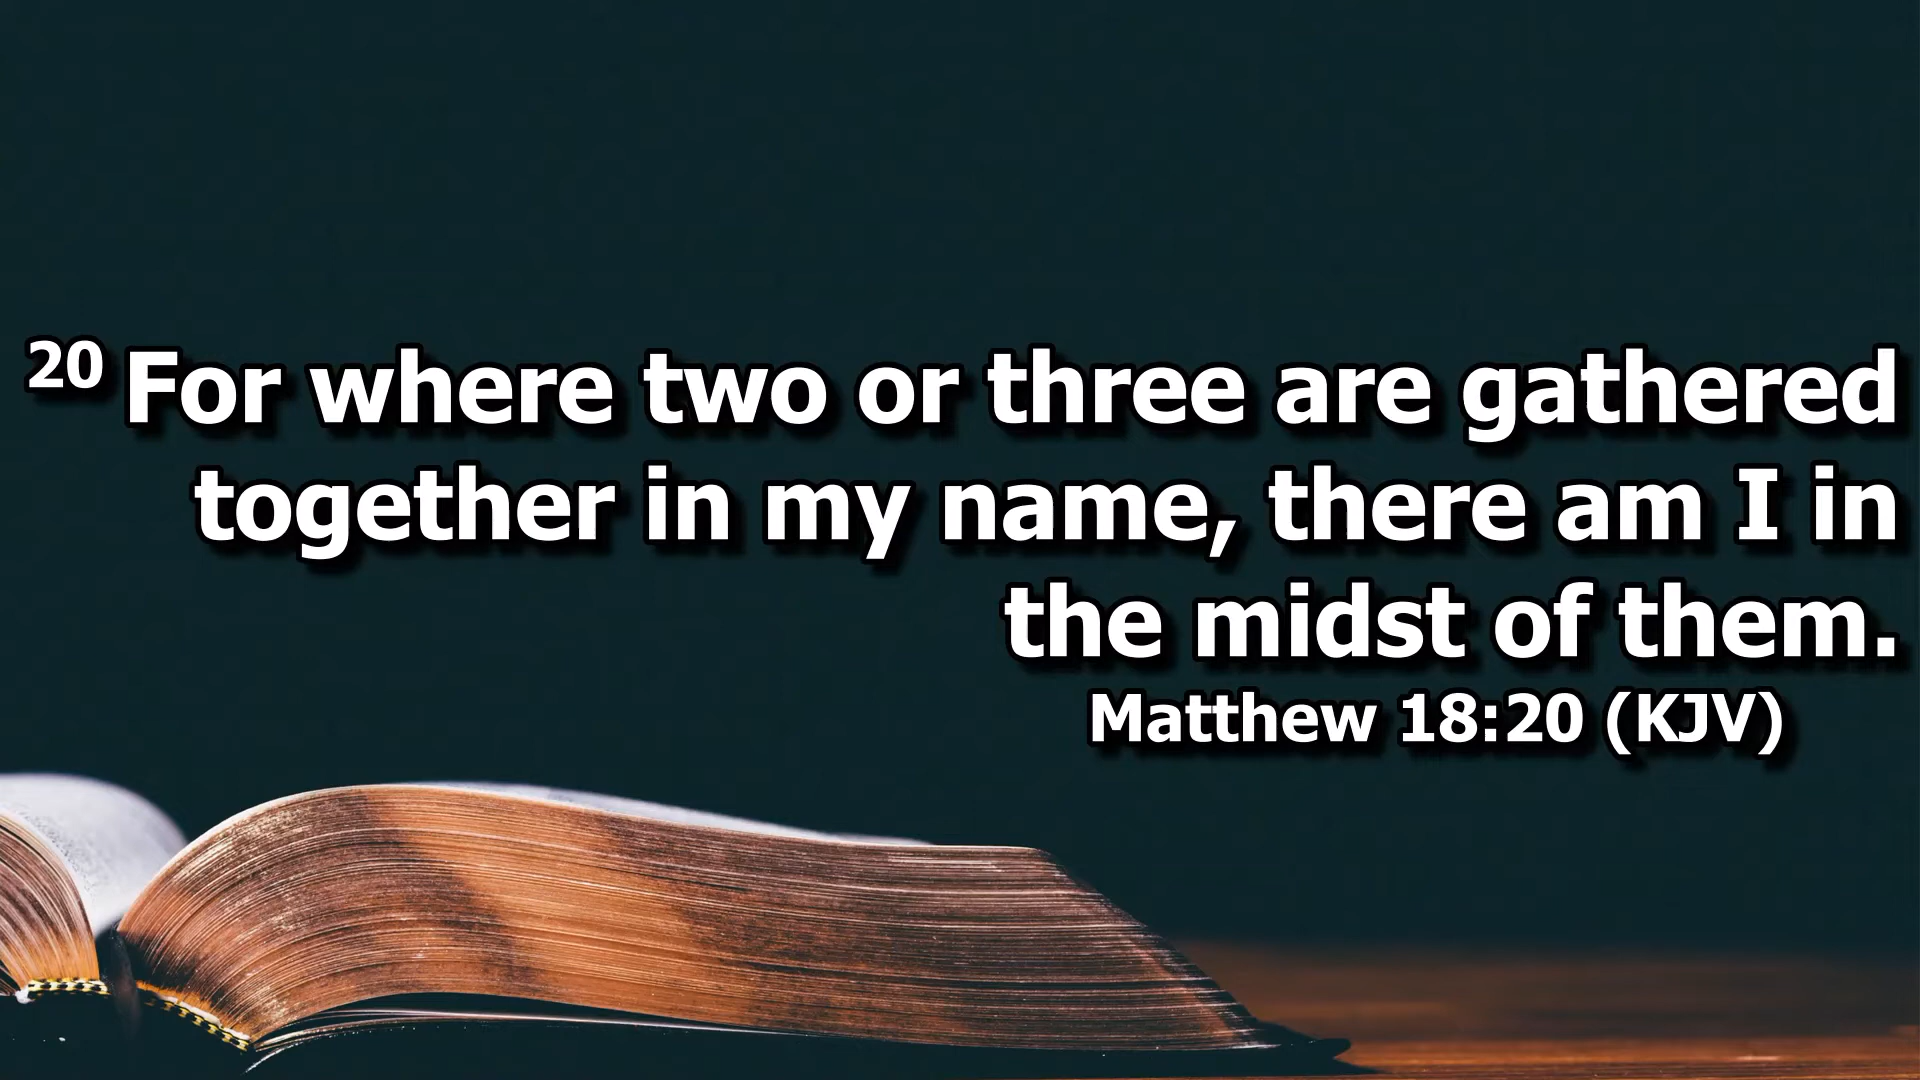 20 For where two or three are gathered
together in my name, there am I in
the midst of them.
Matthew 18:20 (KJV)